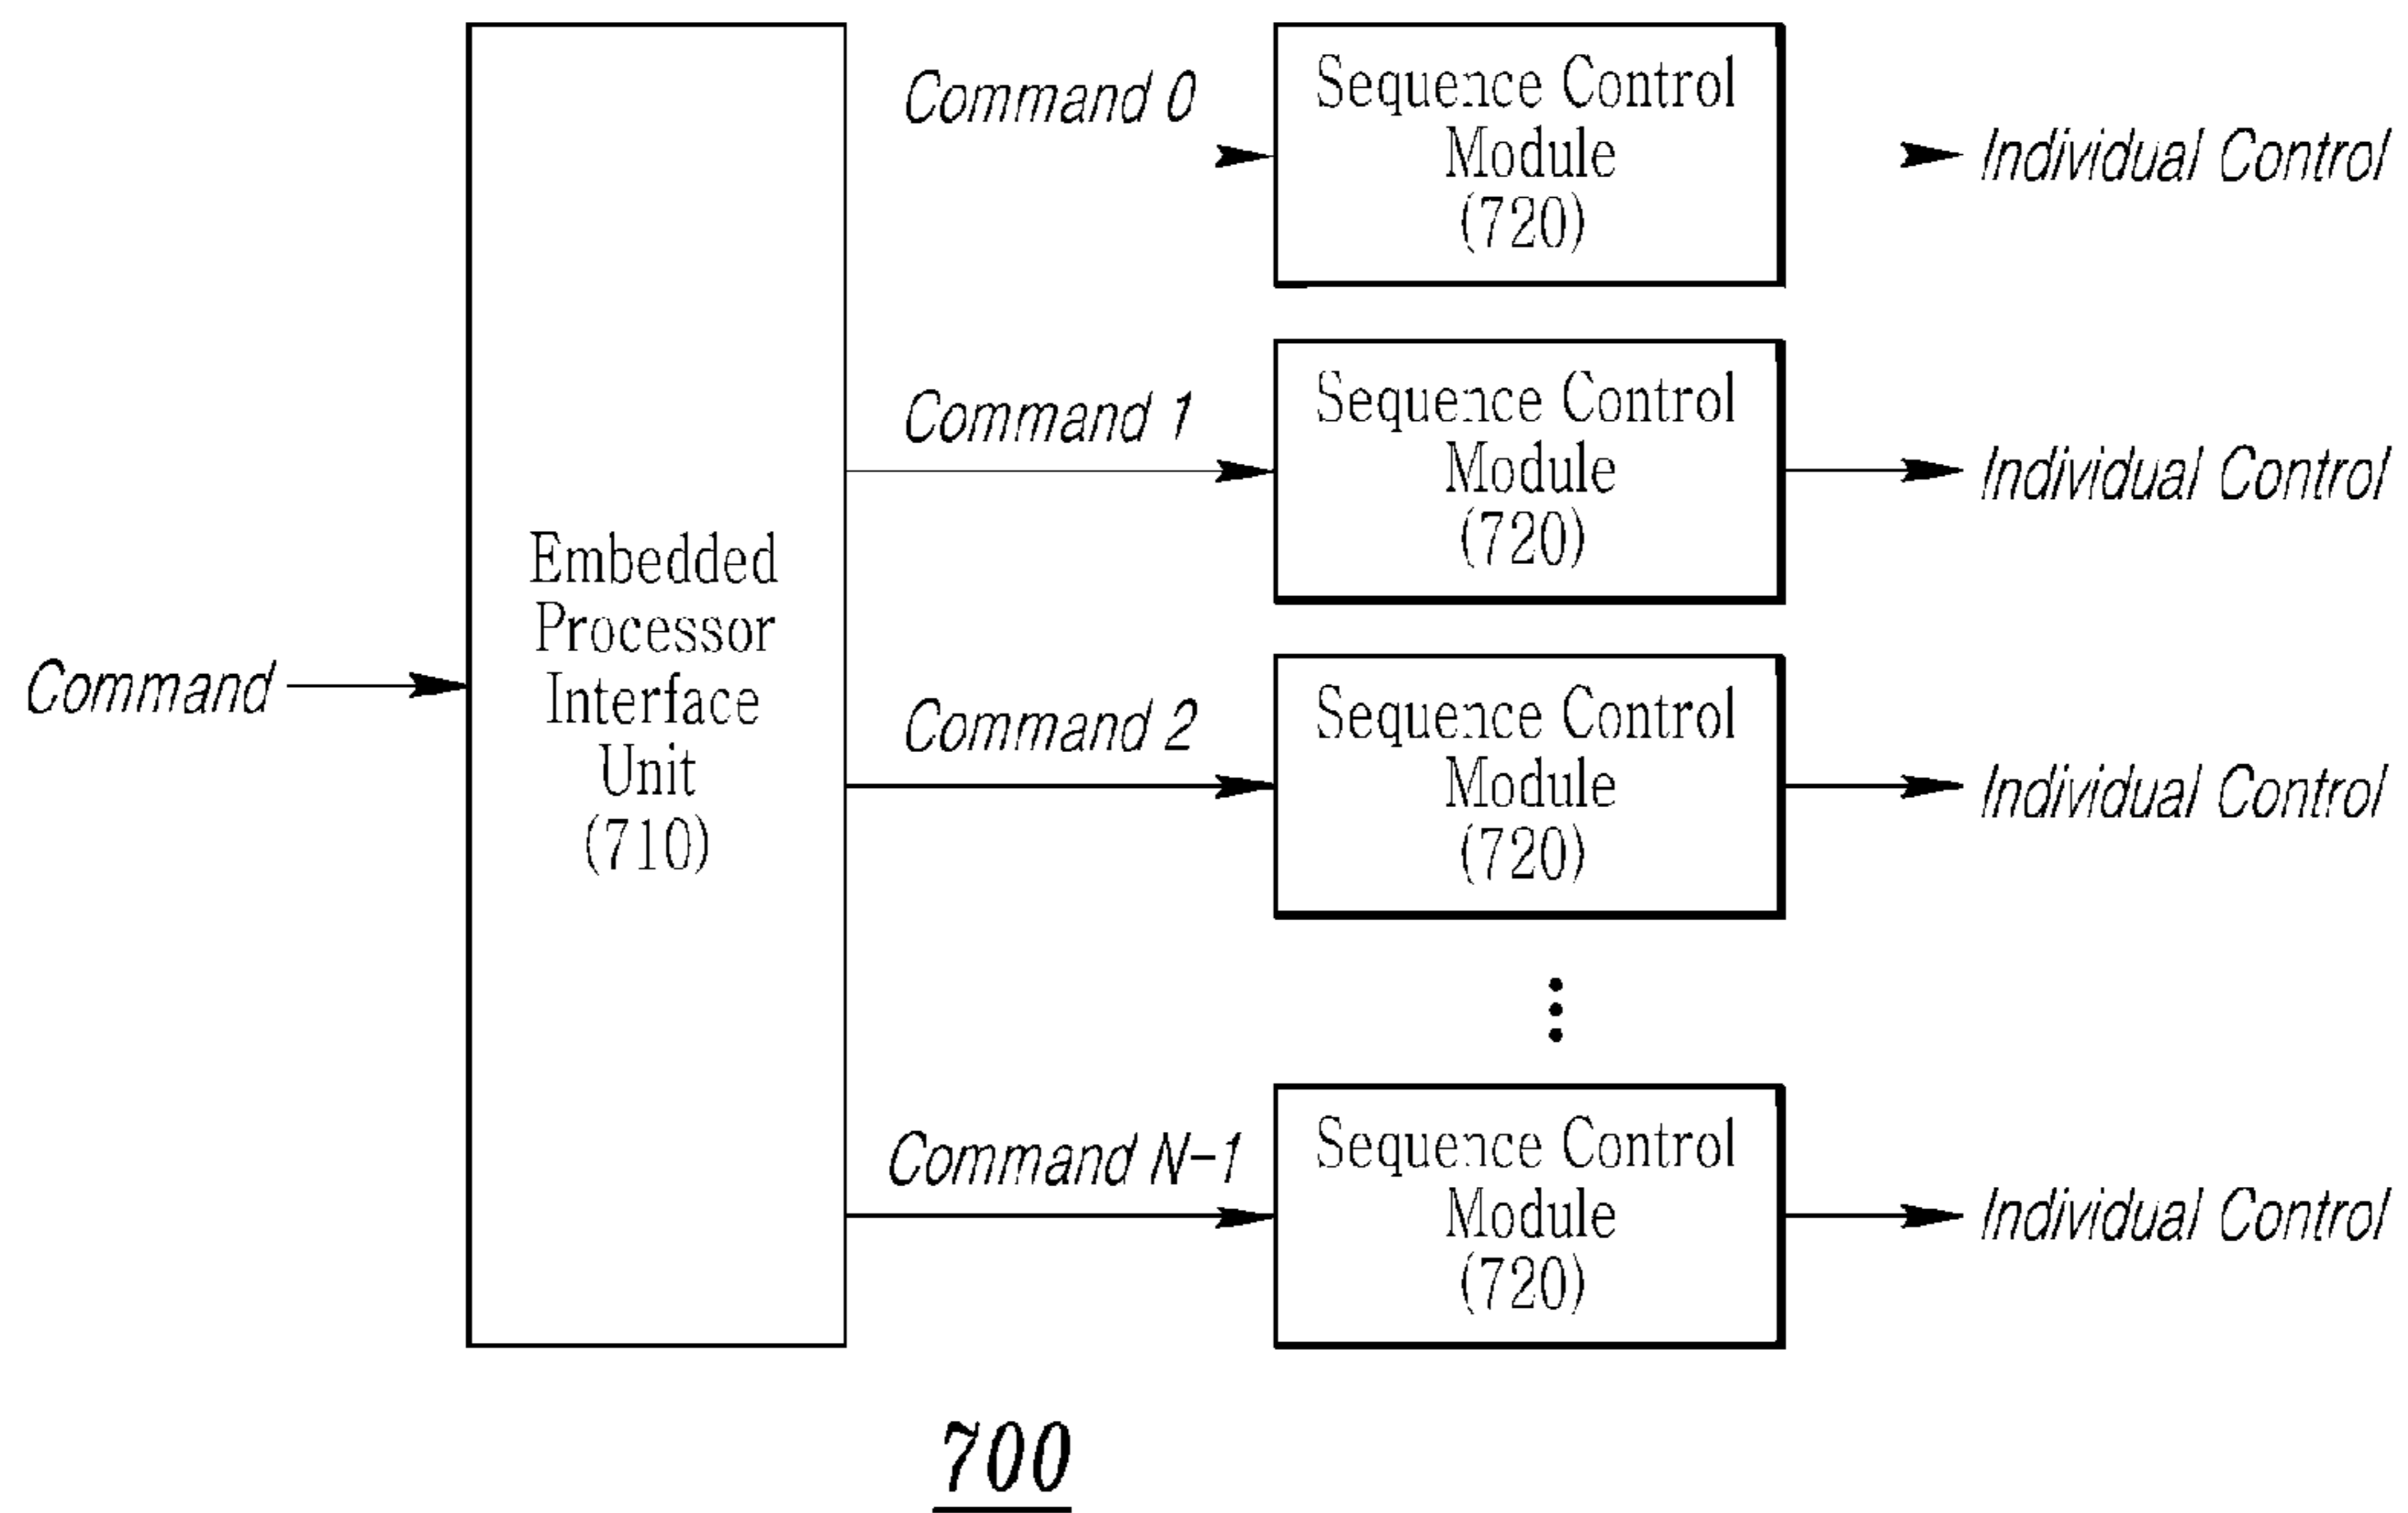 Command
Embedded
Processor
Interface
Unit
(710)
Command 0
Sequence Control
Module
(720)
Individual Control
Command 1
Sequence Control
Module
(720)
Individual Control
Command 2
Sequence Control
Module
(720)
Individual Control
Command N-1
Sequence Control
Module
(720)
Individual Control
700